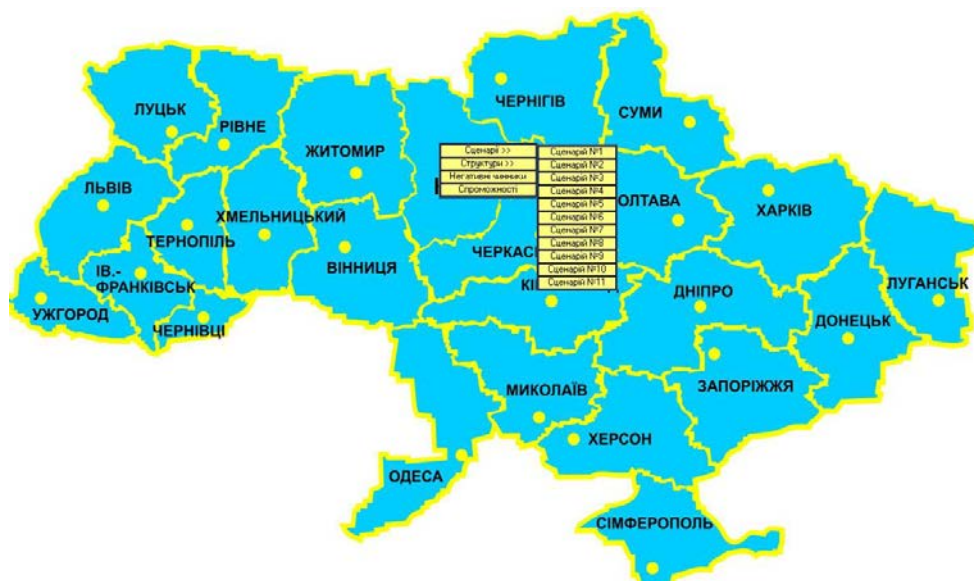 ЧЕРНІГІВ
СУМИ
ЛУЦЬК
РІВНЕ
ЖИТОМИР
Сценарії >>
Структури >>
Негативні чинники
Спроможності
Сценарій №1
Сценарій №2
Сценарій №3
Сценарій №4
Сценарій №5
Сценарій №6
Сценарій №7
Сценарій №8
Сценарій №9
Сценарій №10
Сценарій №11
ЛЬВІВ
ОЛТАВА
ХАРКІВ
ХМЕЛЬНИЦЬКИЙ
ТЕРНОПІЛЬ
ЧЕРКАС
ВІННИЦЯ
ІВ.-
ФРАНКІВСЬК
ЛУГАНСЬК
ДНІПРО
УЖГОРОД
ЧЕРНІВЦІ
ДОНЕЦЬК
МИКОЛАЇВ
ЗАПОРІЖЖЯ
ХЕРСОН
ОДЕСА
СІМФЕРОПОЛЬ